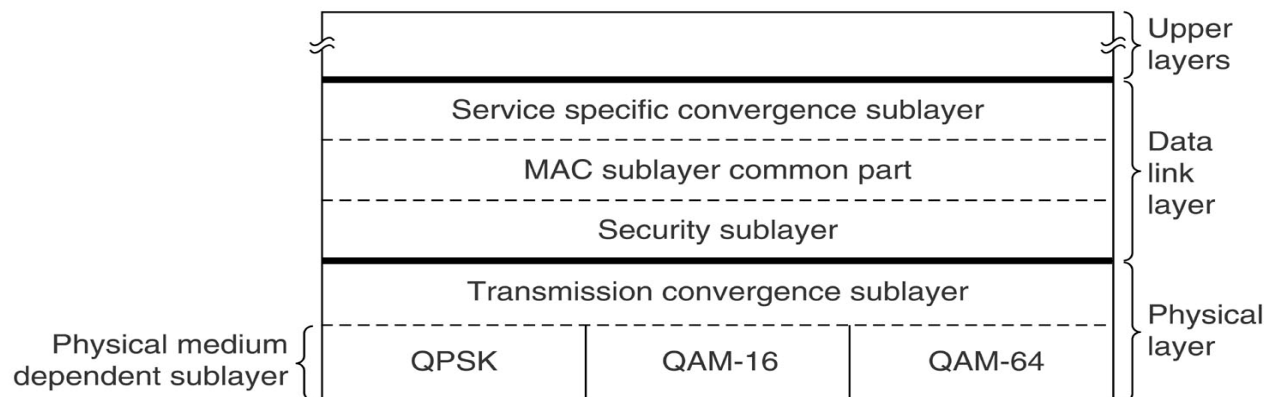 Upper
layers
Service specific convergence sublayer
MAC sublayer common part
Security sublayer
Data
link
layer
Transmission convergence sublayer
Physical medium
dependent sublayer
QPSK QAM-16 QAM-64
Physical
layer